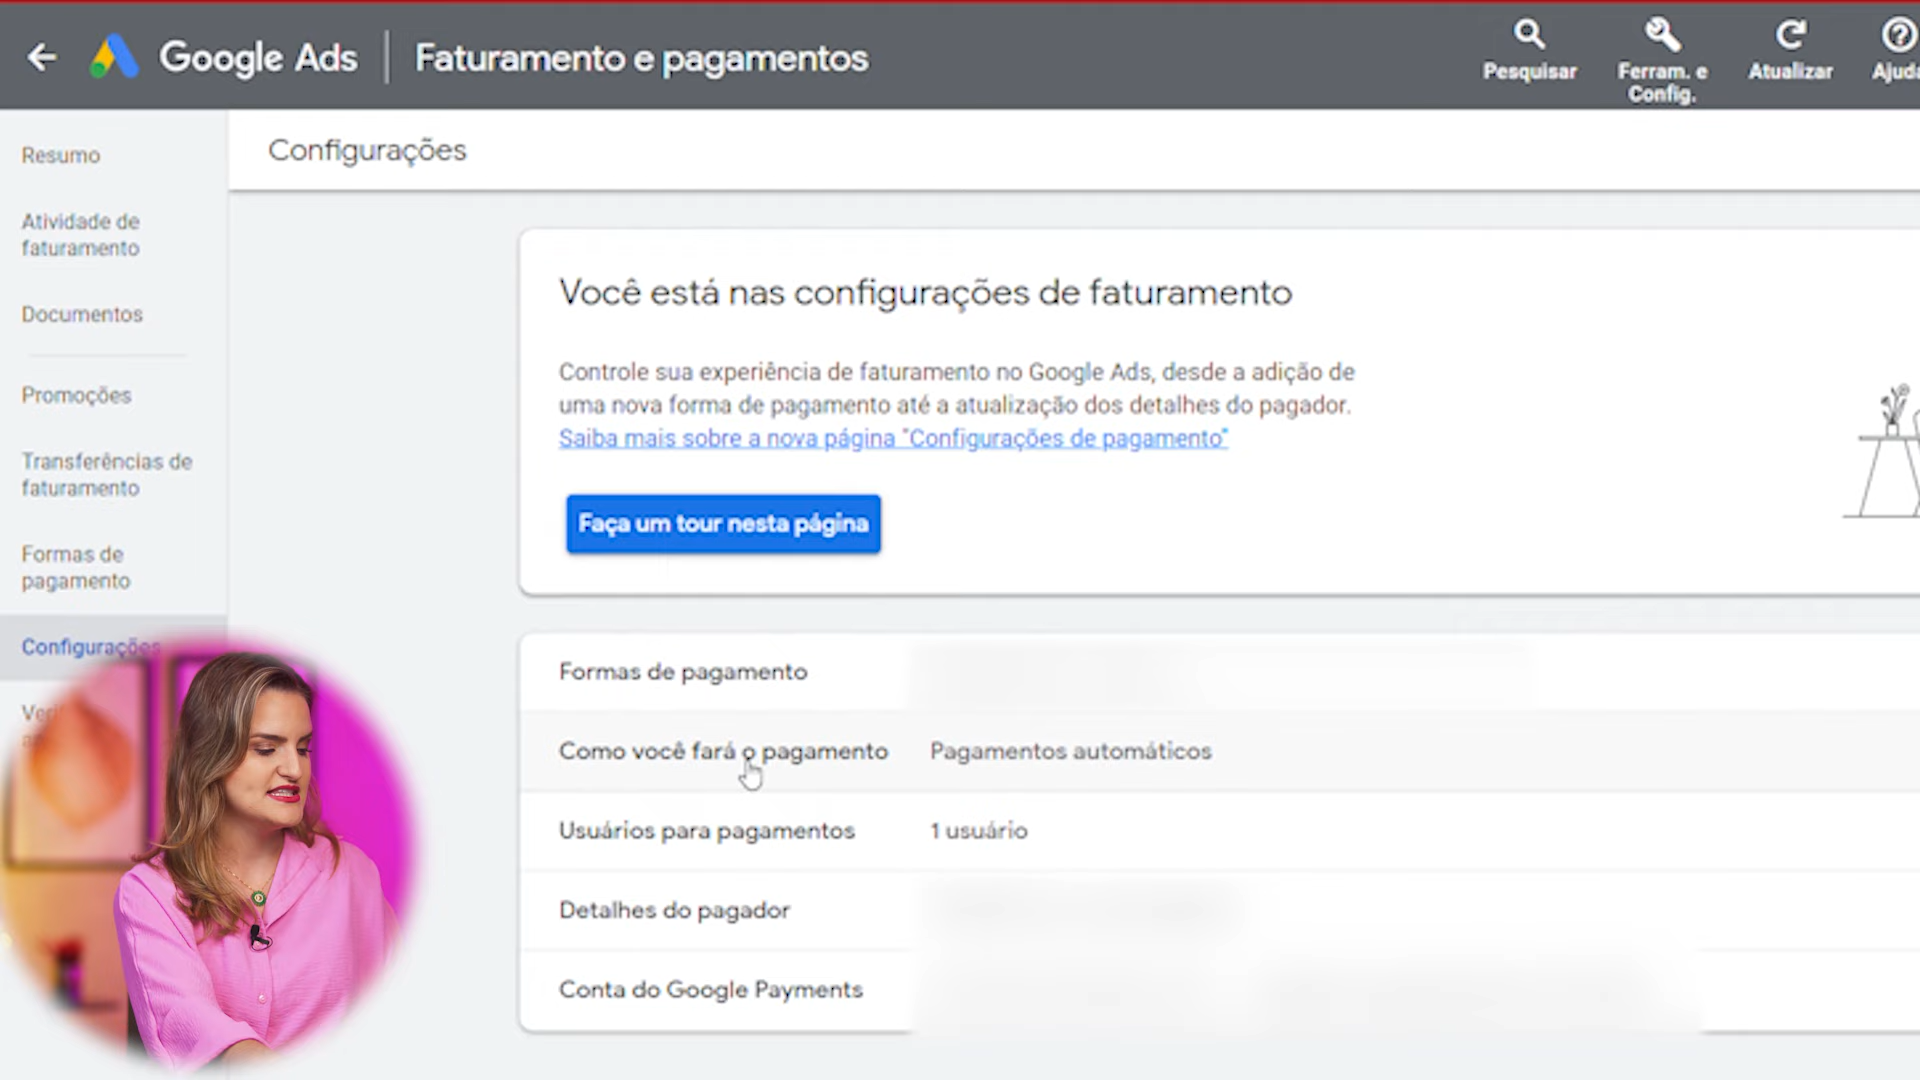 Google Ads
Faturamento e pagamentos
Pesquisar
Ferram. e
Config.
Atualizar
Resumo
Atividade de
faturamento
Documentos
Promoções
Transferências de
faturamento
Formas de
pagamento
Configurações
Configurações
Você está nas configurações de faturamento
Controle sua experiência de faturamento no Google Ads, desde a adição de
uma nova forma de pagamento até a atualização dos detalhes do pagador.
Saiba mais sobre a nova página "Configurações de pagamento"
Faça um tour nesta página
Formas de pagamento
Como você fará o pagamento Pagamentos automáticos
Usuários para pagamentos 1 usuário
Detalhes do pagador
Conta do Google Payments